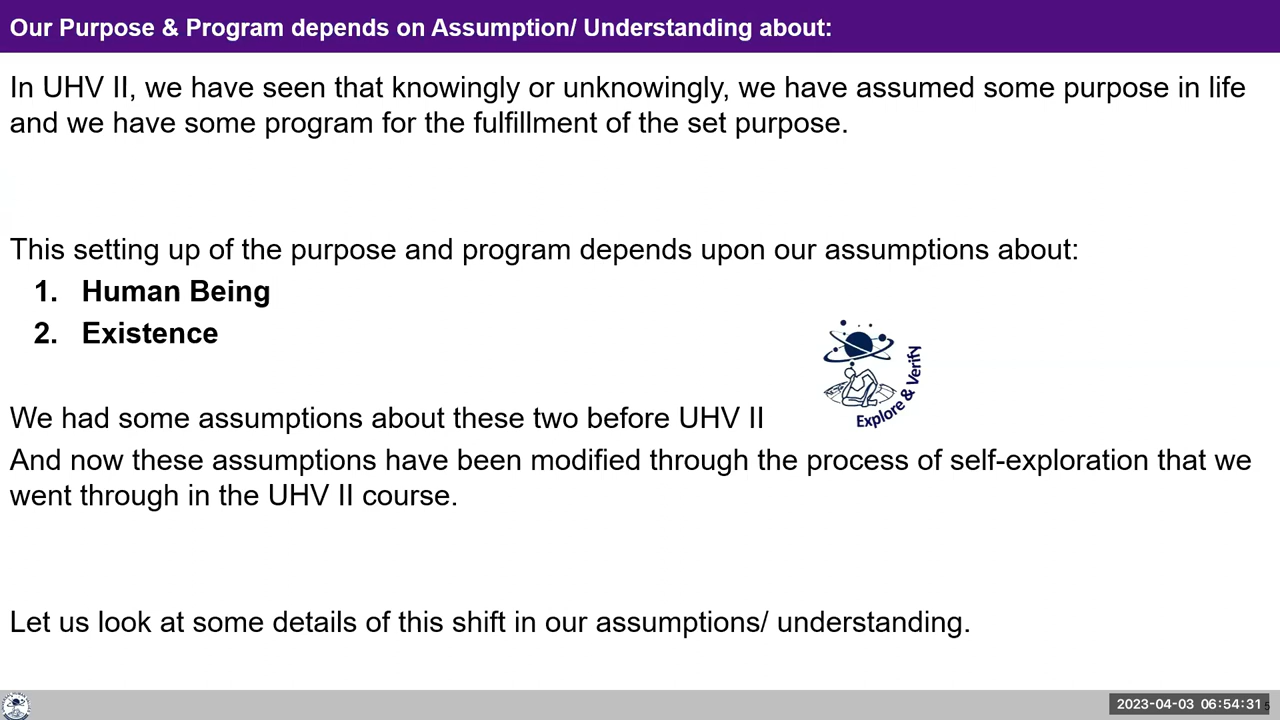 Our Purpose & Program depends on Assumption/ Understanding about:
In UHV II, we have seen that knowingly or unknowingly, we have assumed some purpose in life
and we have some program for the fulfillment of the set purpose.
This setting up of the purpose and program depends upon our assumptions about:
1. Human Being
2. Existence
Explore & Verify
We had some assumptions about these two before UHV II
And now these assumptions have been modified through the process of self-exploration that we
went through in the UHV II course.
Let us look at some details of this shift in our assumptions/ understanding.
2023-04-03 06:54:31
5